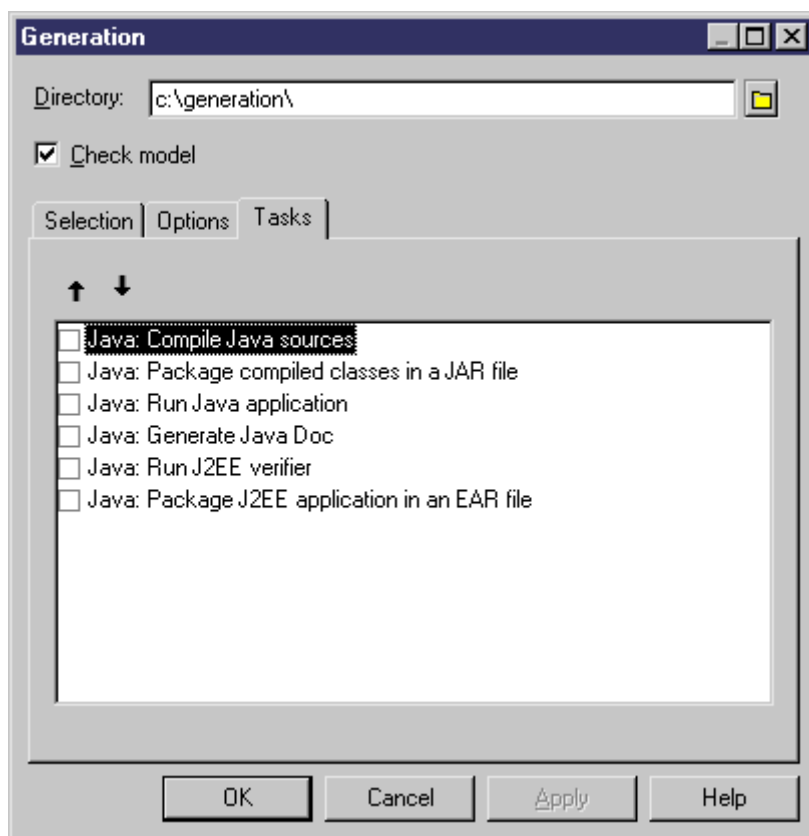 Generation
Directory: c:\generation\
Check model
Selection Options Tasks
Java: Compile Java sources
Java: Package compiled classes in a JAR file
Java: Run Java application
Java: Generate Java Doc
Java: Run J2EE verifier
Java: Package J2EE application in an EAR file
OK Cancel Apply Help